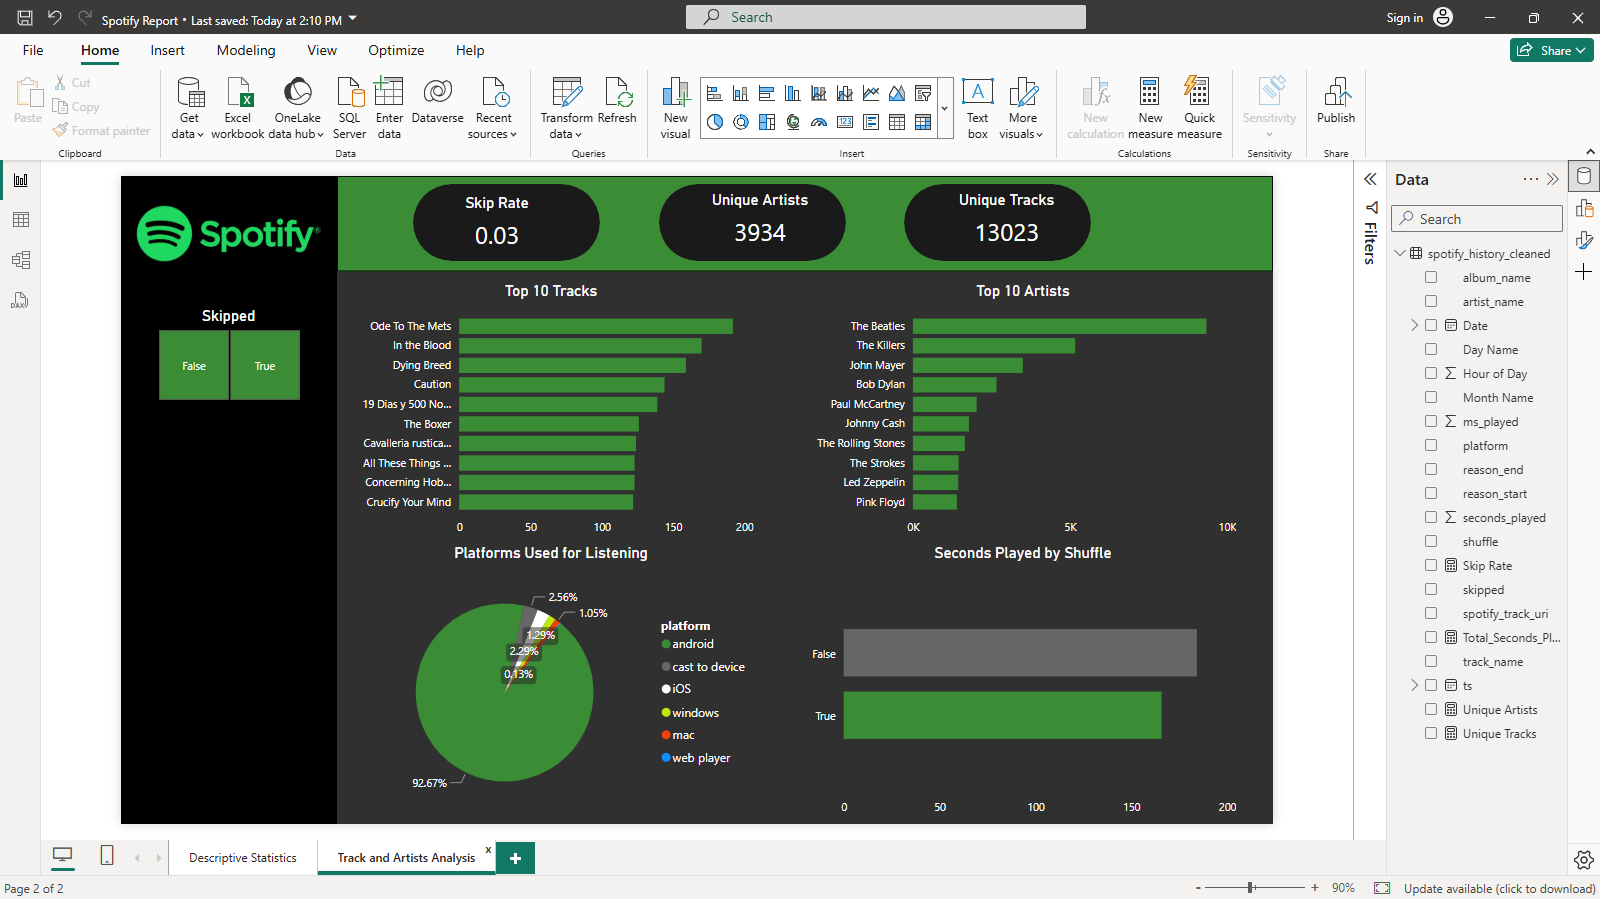 Spotify Report • Last saved: Today at 2:10 PM
Search
Sign in
File Home Insert Modeling View Optimize Help
Share
Paste
Cut
Copy
Format painter
Clipboard
Get data
Excel workbook
OneLake data hub
SQL Server
Enter data
Dataverse
Recent sources
Data
Transform data
Refresh
Queries
New visual
Text box
More visuals
Insert
New calculation
New measure
Quick measure
Calculations
Sensitivity
Sensitivity
Publish
Share
Spotify
Skipped
False
True
Skip Rate
0.03
Unique Artists
3934
Unique Tracks
13023
Top 10 Tracks
Ode To The Mets
In the Blood
Dying Breed
Caution
19 Dias y 500 No...
The Boxer
Cavalleria rustica...
All These Things ...
Concerning Hob...
Crucify Your Mind
0 50 100 150 200
Top 10 Artists
The Beatles
The Killers
John Mayer
Bob Dylan
Paul McCartney
Johnny Cash
The Rolling Stones
The Strokes
Led Zeppelin
Pink Floyd
0K 5K 10K
Platforms Used for Listening
2.56%
1.05%
1.29%
2.29%
0.13%
92.67%
platform
android
cast to device
iOS
windows
mac
web player
Seconds Played by Shuffle
False
True
0 50 100 150 200
Filters
Data
Search
spotify_history_cleaned
album_name
artist_name
Date
Day Name
Hour of Day
Month Name
ms_played
platform
reason_end
reason_start
seconds_played
shuffle
Skip Rate
skipped
spotify_track_uri
Total_Seconds_Pl...
track_name
ts
Unique Artists
Unique Tracks
Descriptive Statistics
Track and Artists Analysis
x
Page 2 of 2
- + 90%
Update available (click to download)